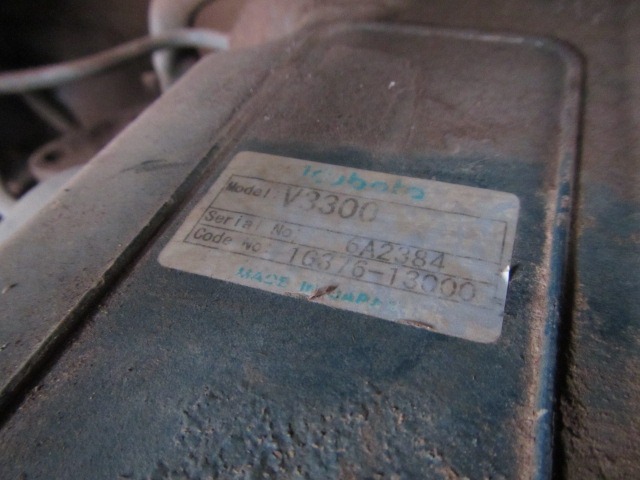 Kubota
Model V3300
Serial No. 6A2384
Code No. 1G376-13000
MADE IN JAPAN